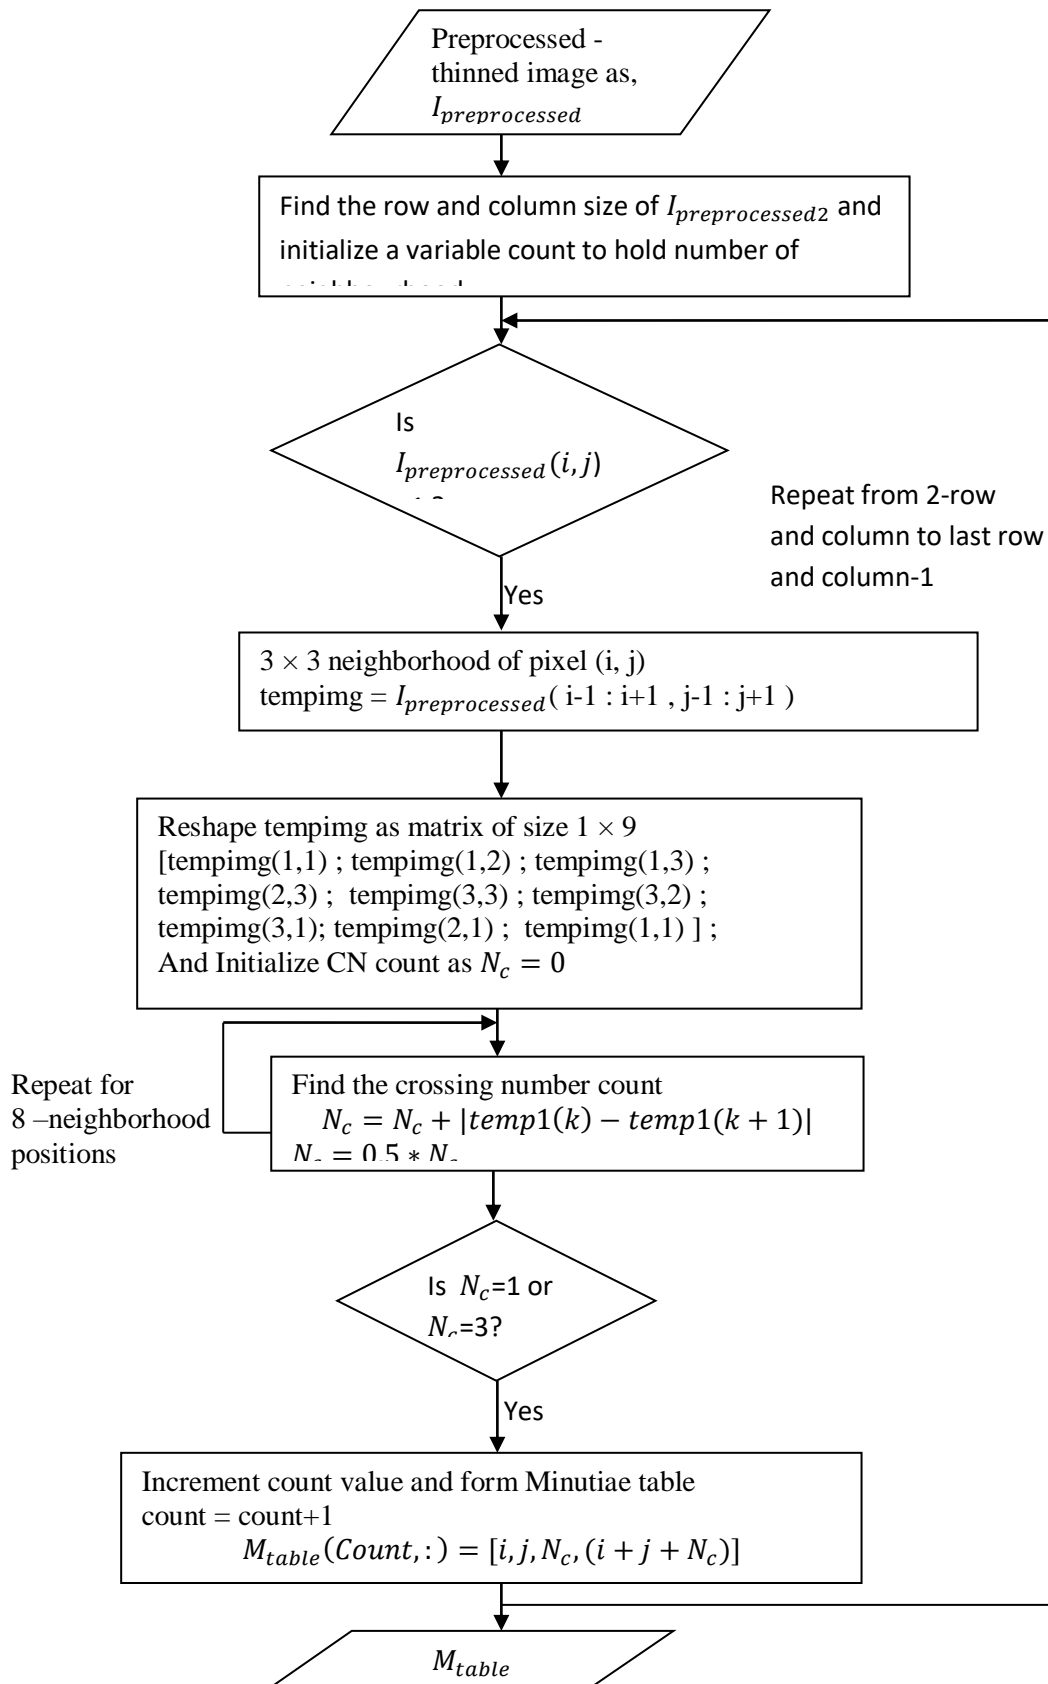 Preprocessed -
thinned image as,
I_preprocessed
Find the row and column size of I_preprocessed2 and
initialize a variable count to hold number of
Is
I_preprocessed(i,j)
Repeat from 2-row
and column to last row
and column-1
Yes
3 × 3 neighborhood of pixel (i, j)
tempimg = I_preprocessed( i-1 : i+1 , j-1 : j+1 )
Reshape tempimg as matrix of size 1 × 9
[tempimg(1,1) ; tempimg(1,2) ; tempimg(1,3) ;
tempimg(2,3) ; tempimg(3,3) ; tempimg(3,2) ;
tempimg(3,1); tempimg(2,1) ; tempimg(1,1) ] ;
And Initialize CN count as N_c = 0
Repeat for
8 –neighborhood
positions
Find the crossing number count
N_c = N_c + |temp1(k) − temp1(k + 1)|
N_c = 0.5 * N_c
Is N_c=1 or
N_c=3?
Yes
Increment count value and form Minutiae table
count = count+1
M_table(Count,:) = [i,j,N_c,(i + j + N_c)]
M_table